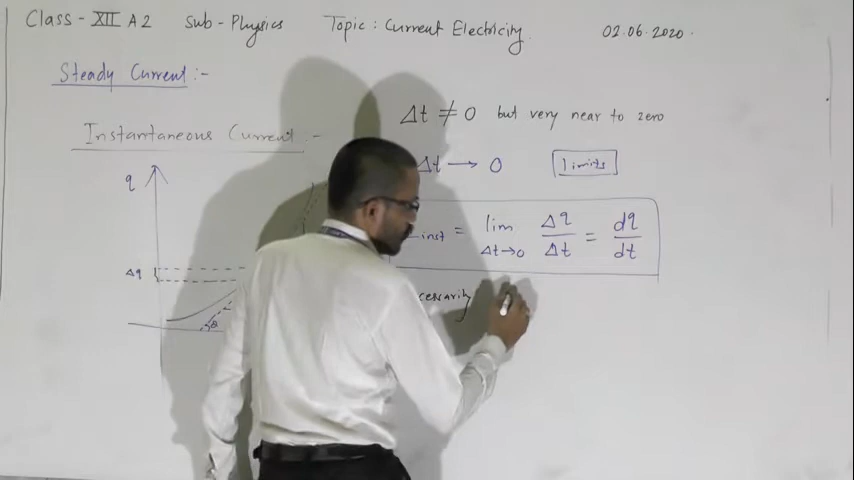 Class - XII A2 Sub - Physics Topic : Current Electricity 02.06.2020.
Steady Current :-
Instantaneous Current :-
Δt ≠ 0 but very near to zero
Δt → 0 limits
inst = lim Δt→0 Δq/Δt = dq/dt
q
Δq
θ